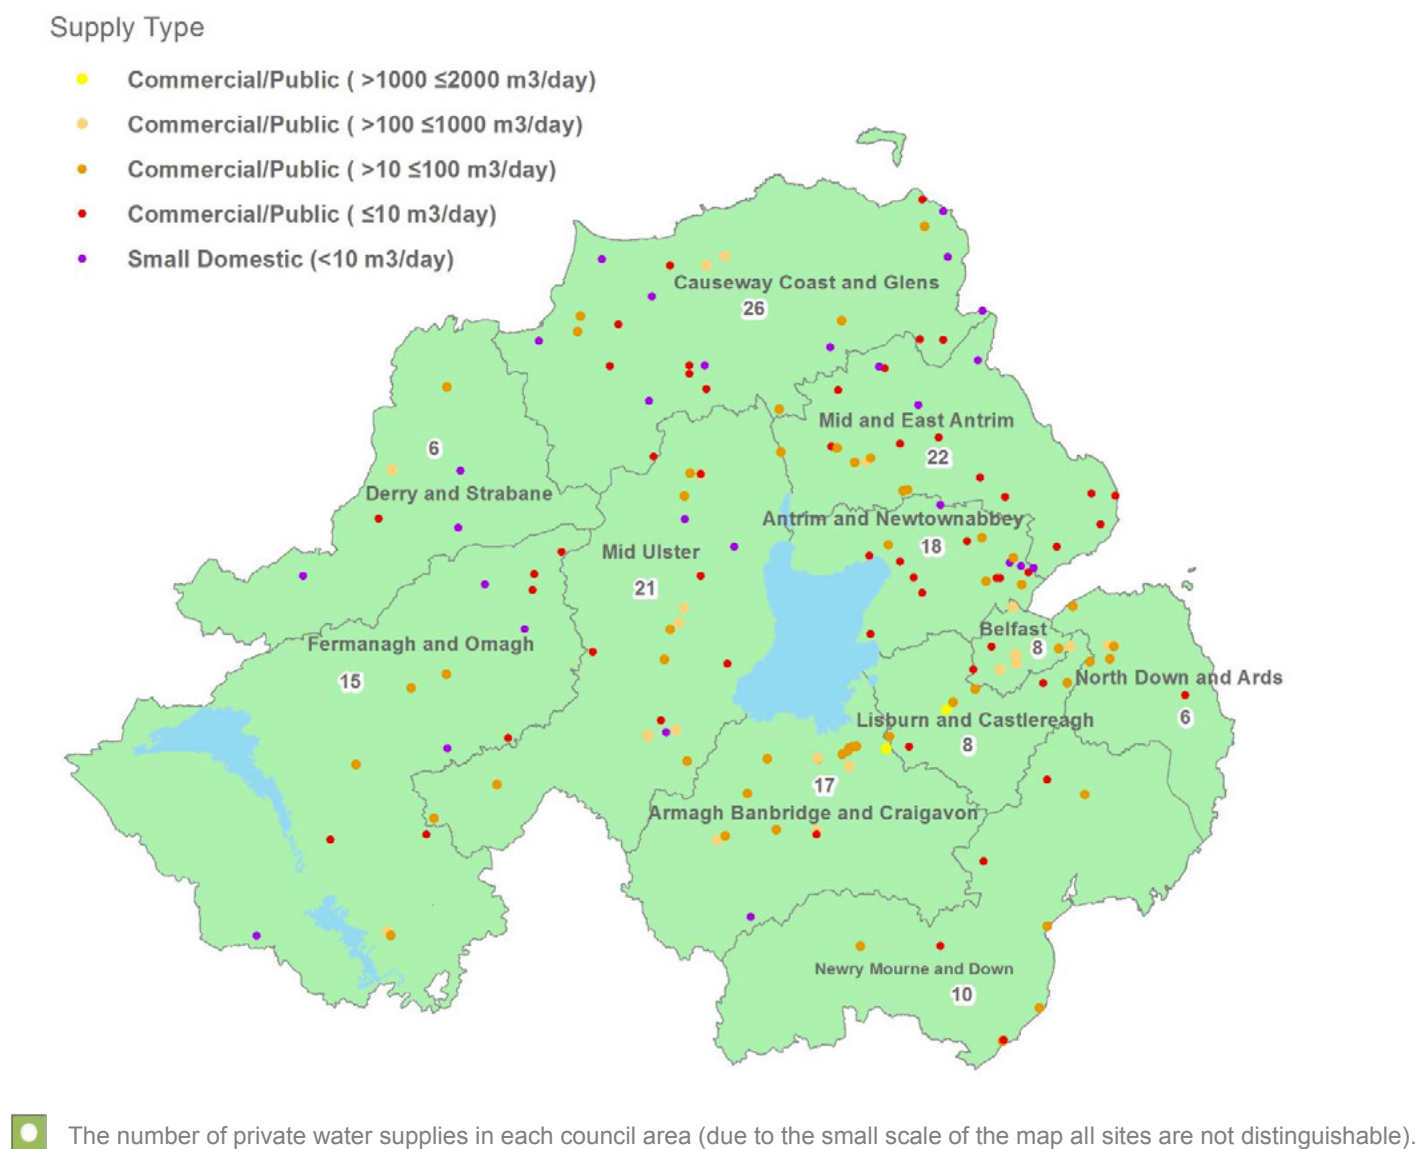 Supply Type
Commercial/Public ( >1000 ≤2000 m3/day)
Commercial/Public ( >100 ≤1000 m3/day)
Commercial/Public ( >10 ≤100 m3/day)
Commercial/Public ( ≤10 m3/day)
Small Domestic (<10 m3/day)
Causeway Coast and Glens
26
Mid and East Antrim
22
6
Derry and Strabane
Antrim and Newtownabbey
18
Mid Ulster
21
Belfast
8
Fermanagh and Omagh
15
North Down and Ards
6
Lisburn and Castlereagh
8
17
Armagh Banbridge and Craigavon
Newry Mourne and Down
10
The number of private water supplies in each council area (due to the small scale of the map all sites are not distinguishable).